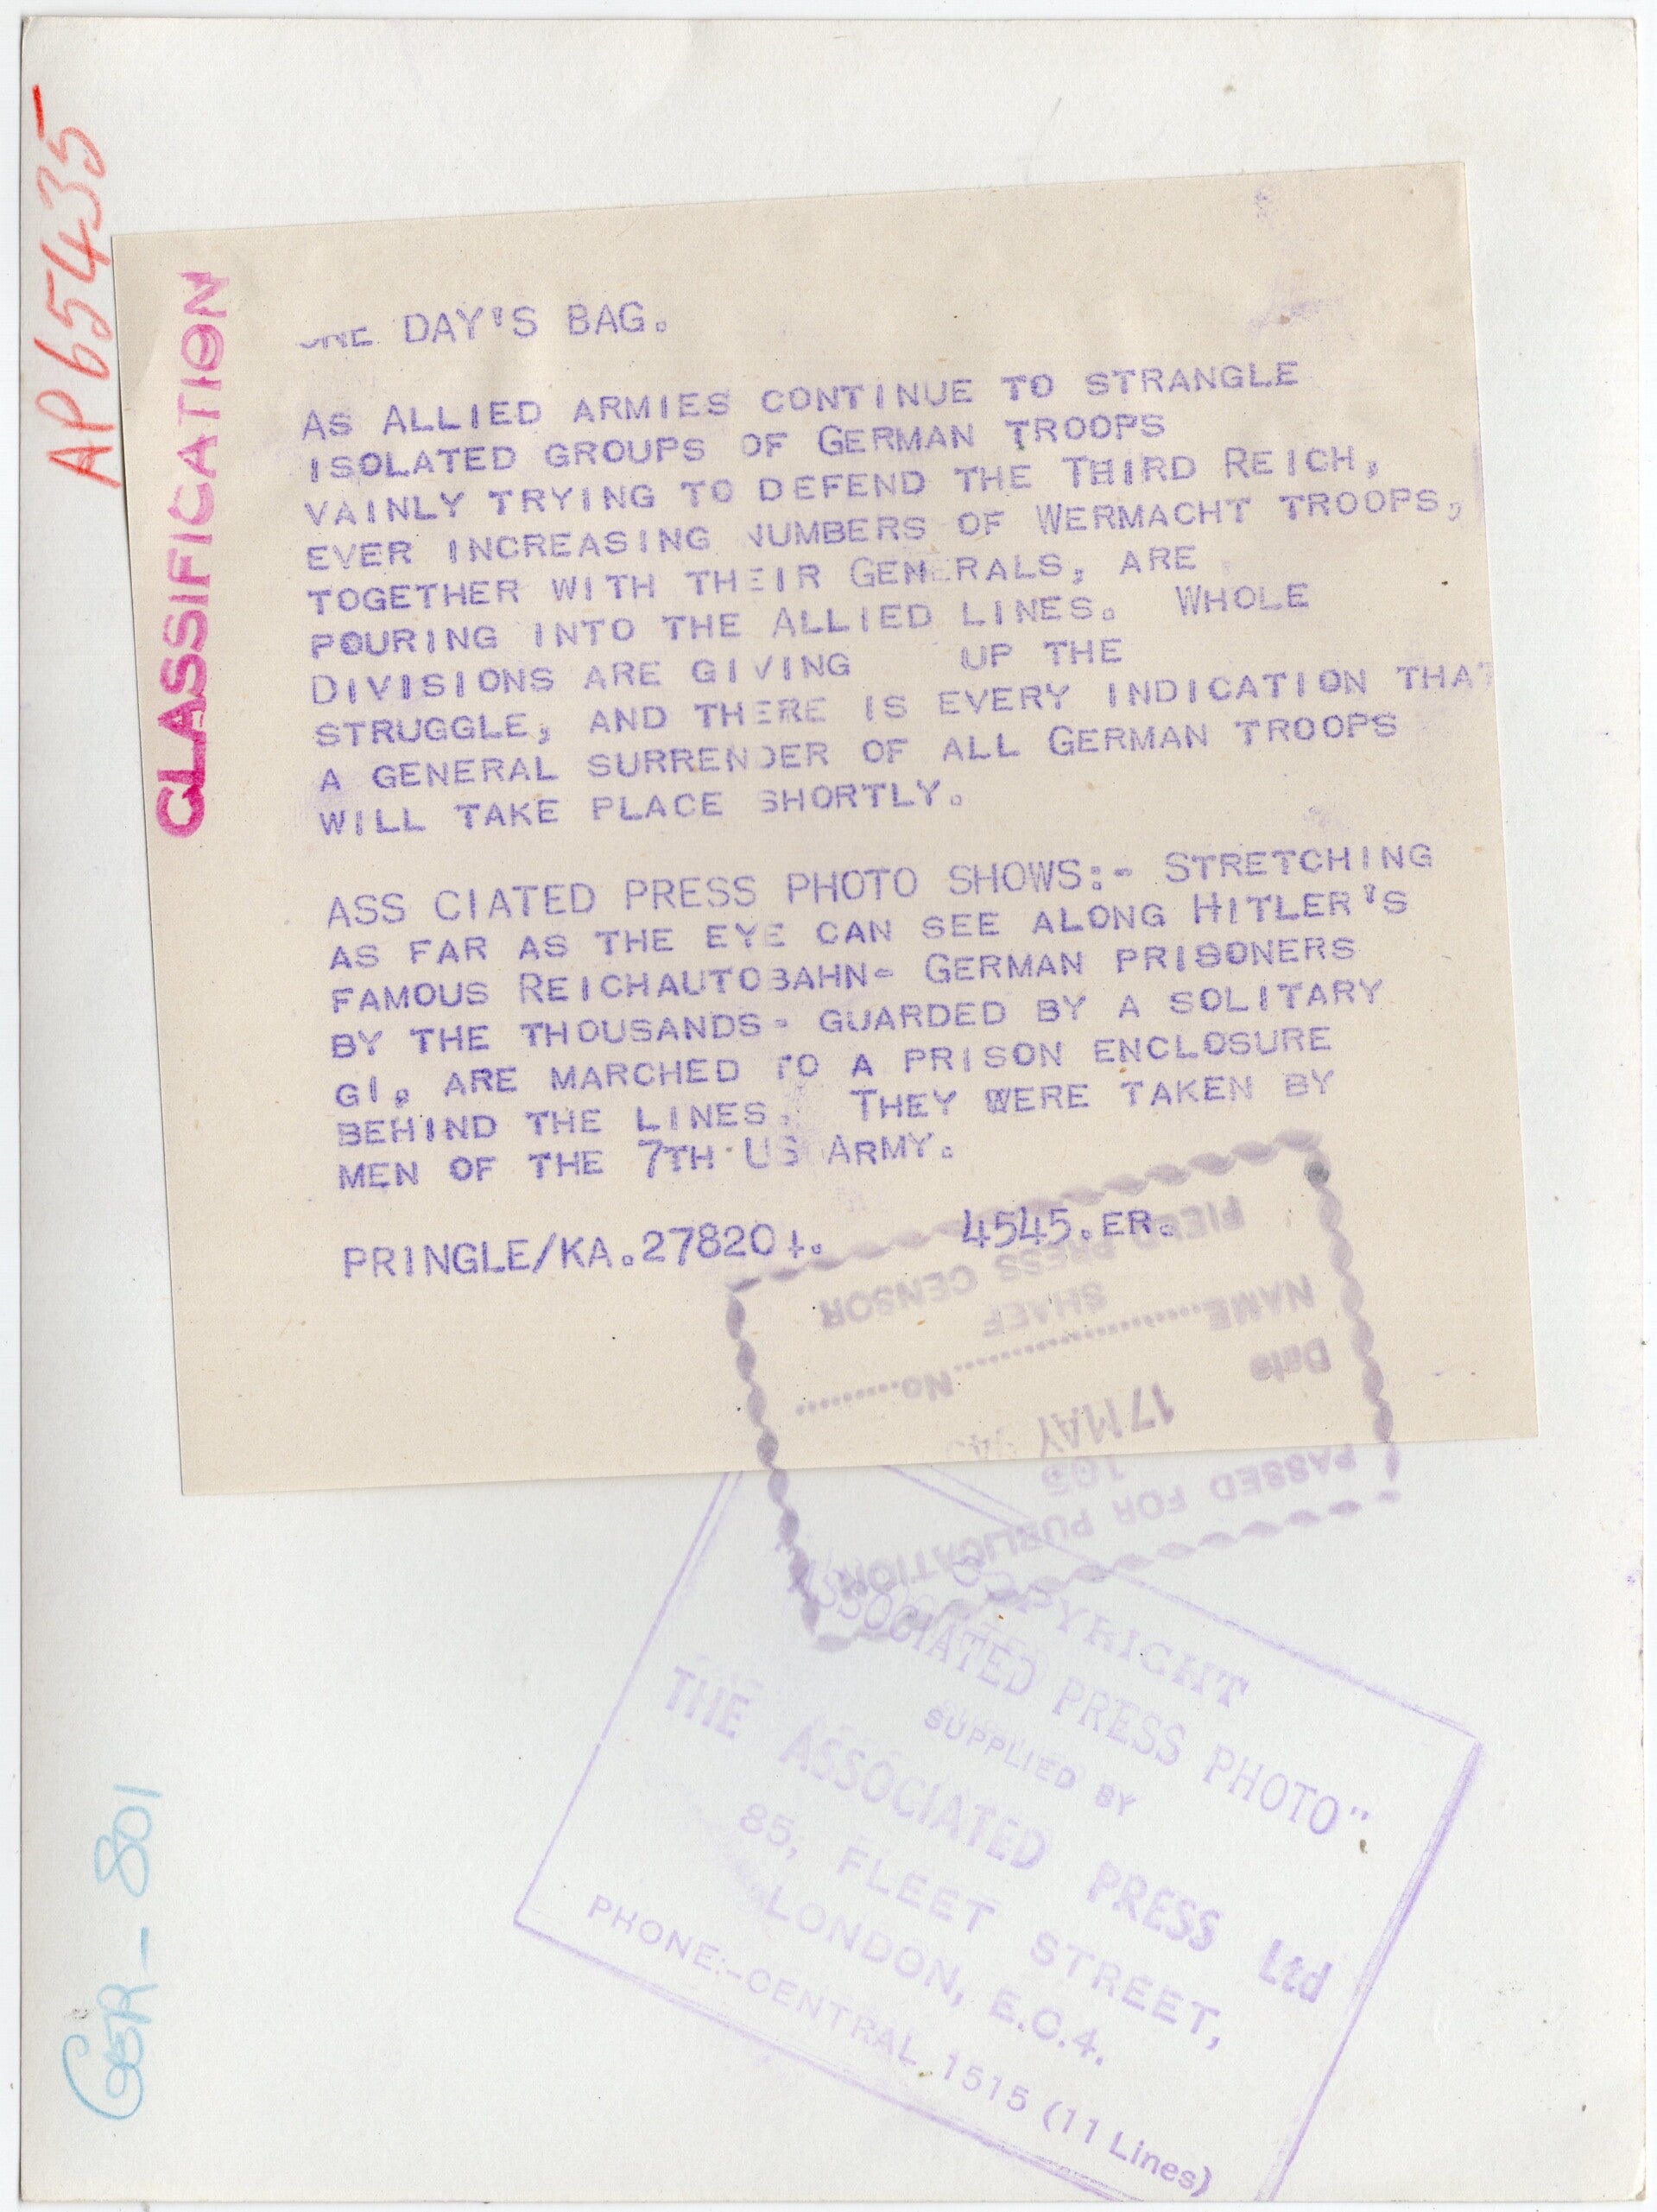 AP65435
CLASSIFICATION
ONE DAY'S BAG.
AS ALLIED ARMIES CONTINUE TO STRANGLE
ISOLATED GROUPS OF GERMAN TROOPS
VAINLY TRYING TO DEFEND THE THIRD REICH,
EVER INCREASING NUMBERS OF WERMACHT TROOPS,
TOGETHER WITH THEIR GENERALS, ARE
POURING INTO THE ALLIED LINES. WHOLE
DIVISIONS ARE GIVING UP THE
STRUGGLE, AND THERE IS EVERY INDICATION THAT
A GENERAL SURRENDER OF ALL GERMAN TROOPS
WILL TAKE PLACE SHORTLY.
ASS CIATED PRESS PHOTO SHOWS:- STRETCHING
AS FAR AS THE EYE CAN SEE ALONG HITLER'S
FAMOUS REICHAUTOBAHN- GERMAN PRISONERS
BY THE THOUSANDS- GUARDED BY A SOLITARY
GI, ARE MARCHED TO A PRISON ENCLOSURE
BEHIND THE LINES. THEY WERE TAKEN BY
MEN OF THE 7TH US ARMY.
PRINGLE/KA. 4545.ER.
PASSED FOR PUBLICATION
105
17 MAY
Date
No.
NAME
SHAEF
FIELD PRESS CENSOR
COPYRIGHT
ASSOCIATED PRESS PHOTO"
SUPPLIED BY
THE ASSOCIATED PRESS Ltd
85, FLEET STREET,
LONDON, E.C.4.
PHONE:-CENTRAL 1515 (11 Lines)
GER-801